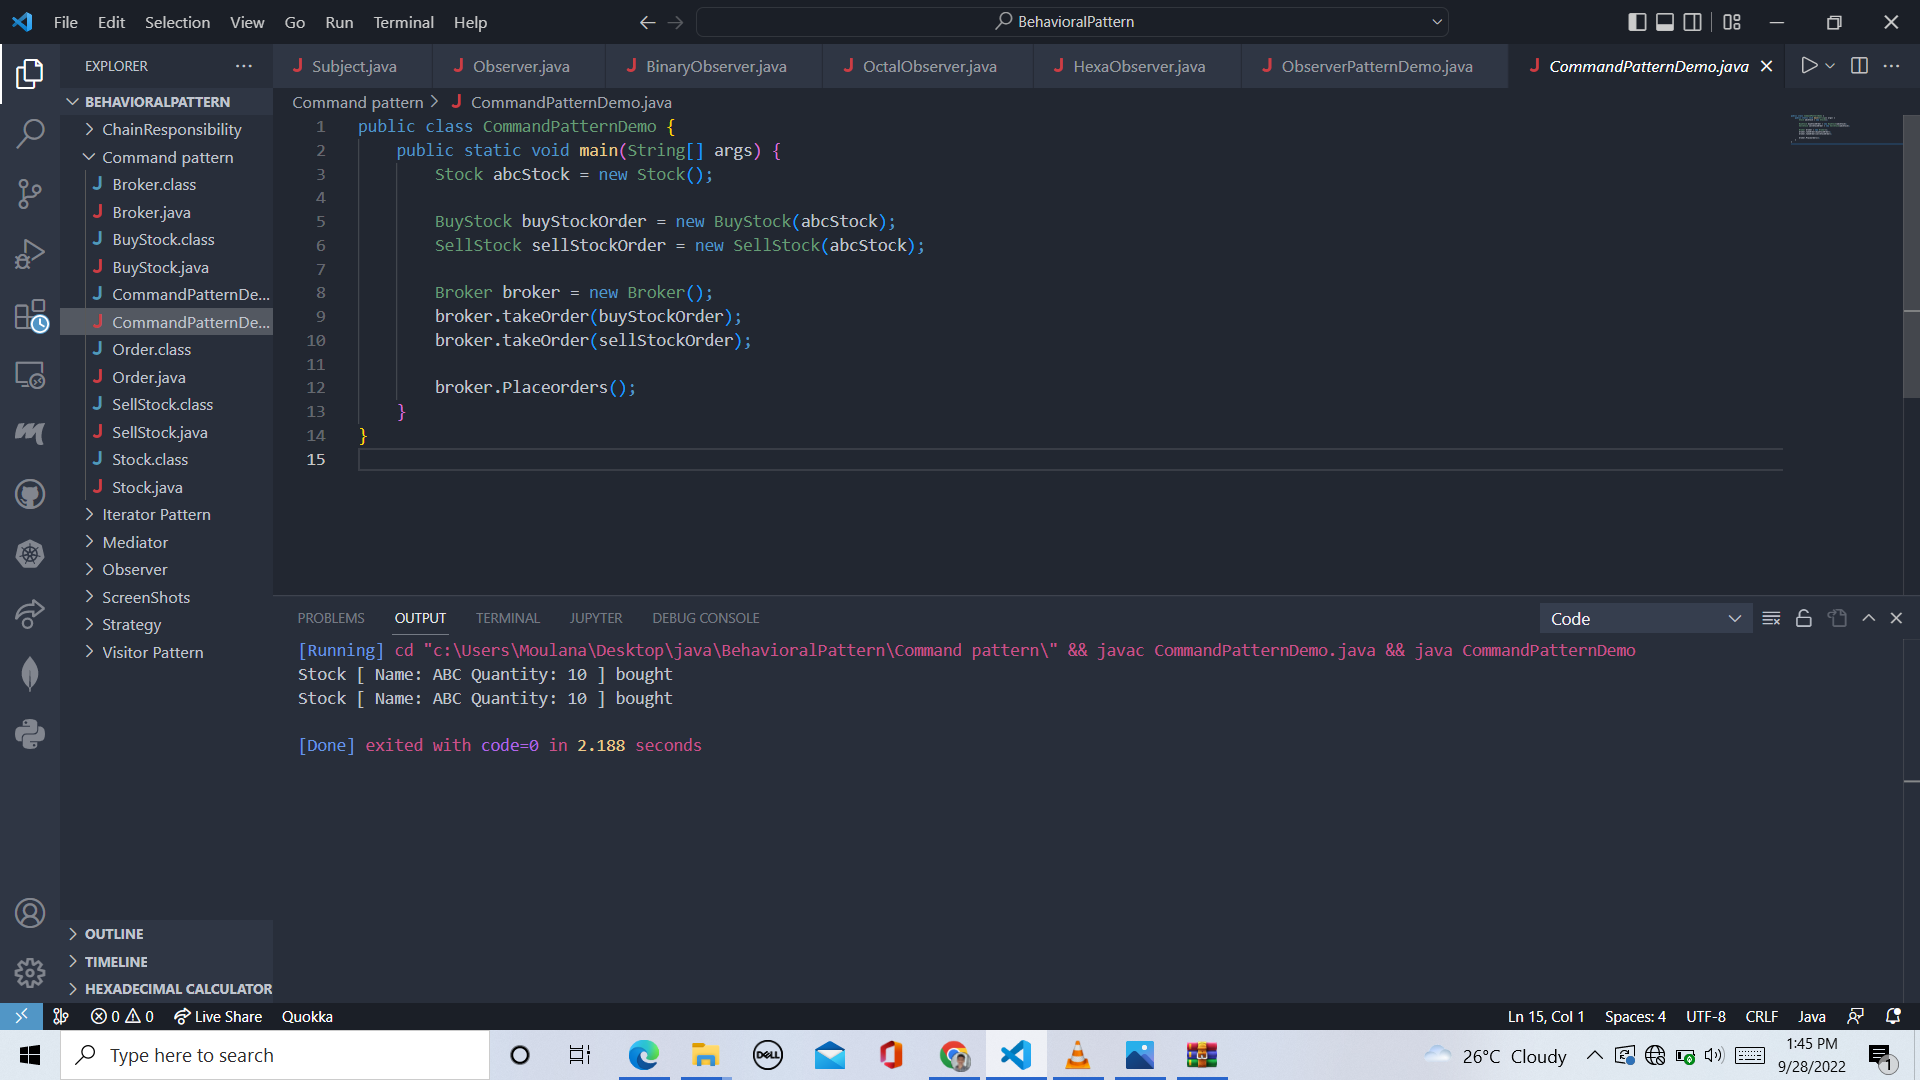 File Edit Selection View Go Run Terminal Help
BehavioralPattern
EXPLORER
Subject.java Observer.java BinaryObserver.java OctalObserver.java HexaObserver.java ObserverPatternDemo.java CommandPatternDemo.java
BEHAVIORALPATTERN
ChainResponsibility
Command pattern
Broker.class
Broker.java
BuyStock.class
BuyStock.java
CommandPatternDe...
CommandPatternDe...
Order.class
Order.java
SellStock.class
SellStock.java
Stock.class
Stock.java
Iterator Pattern
Mediator
Observer
ScreenShots
Strategy
Visitor Pattern
OUTLINE
TIMELINE
HEXADECIMAL CALCULATOR
Command pattern > CommandPatternDemo.java
1 public class CommandPatternDemo {
2 public static void main(String[] args) {
3 Stock abcStock = new Stock();
4
5 BuyStock buyStockOrder = new BuyStock(abcStock);
6 SellStock sellStockOrder = new SellStock(abcStock);
7
8 Broker broker = new Broker();
9 broker.takeOrder(buyStockOrder);
10 broker.takeOrder(sellStockOrder);
11
12 broker.Placeorders();
13 }
14 }
15
PROBLEMS OUTPUT TERMINAL JUPYTER DEBUG CONSOLE
Code
[Running] cd "c:\Users\Moulana\Desktop\java\BehavioralPattern\Command pattern\" && javac CommandPatternDemo.java && java CommandPatternDemo
Stock [ Name: ABC Quantity: 10 ] bought
Stock [ Name: ABC Quantity: 10 ] bought
[Done] exited with code=0 in 2.188 seconds
0 0 Live Share Quokka
Ln 15, Col 1 Spaces: 4 UTF-8 CRLF Java
Type here to search
DELL
26°C Cloudy
1:45 PM
9/28/2022
1